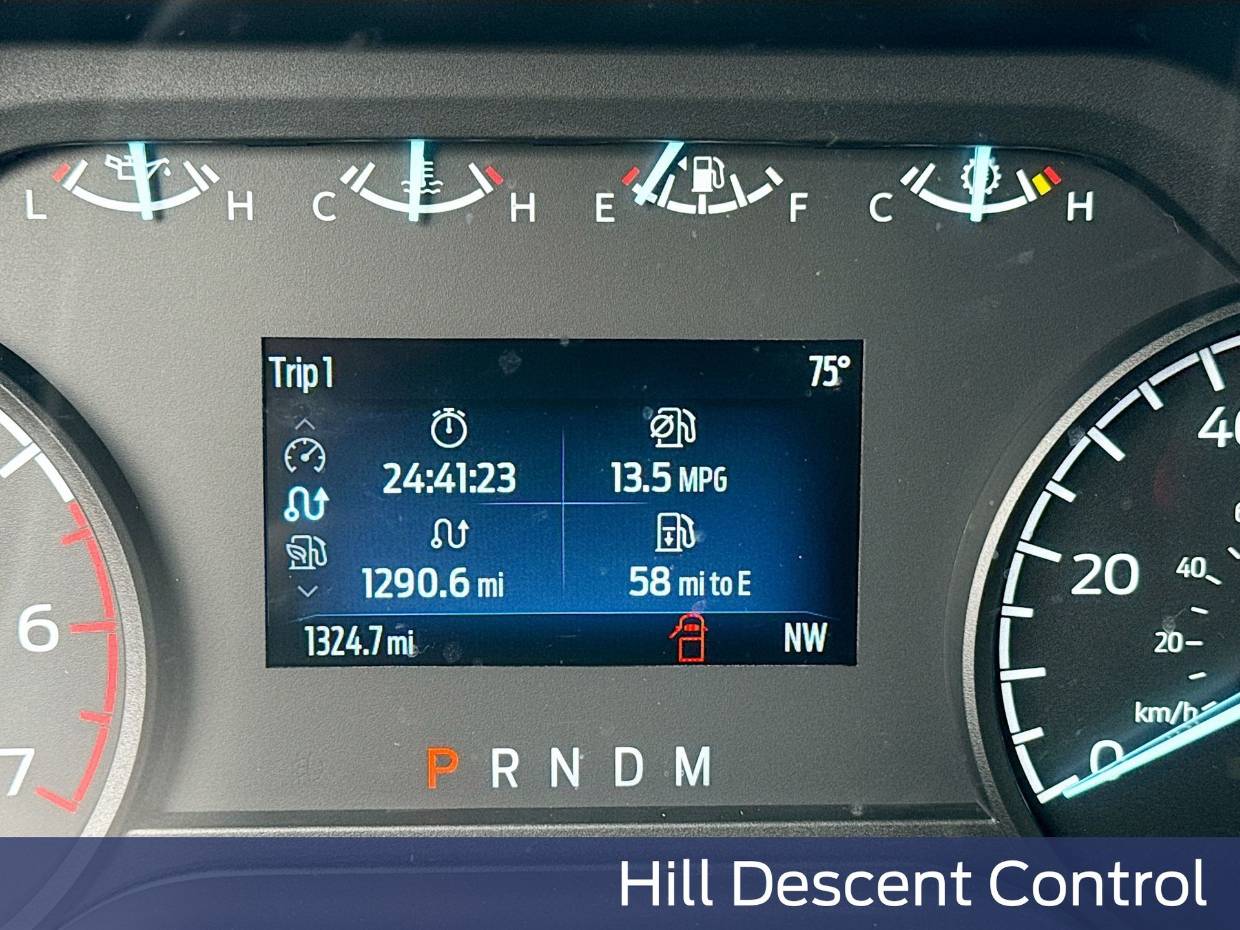 L H C H E F C H
Trip 1 75°
24:41:23 13.5 MPG
1290.6 mi 58 mi to E
1324.7 mi NW
P R N D M
6
7
40
20
0
40
20
km/h
Hill Descent Control